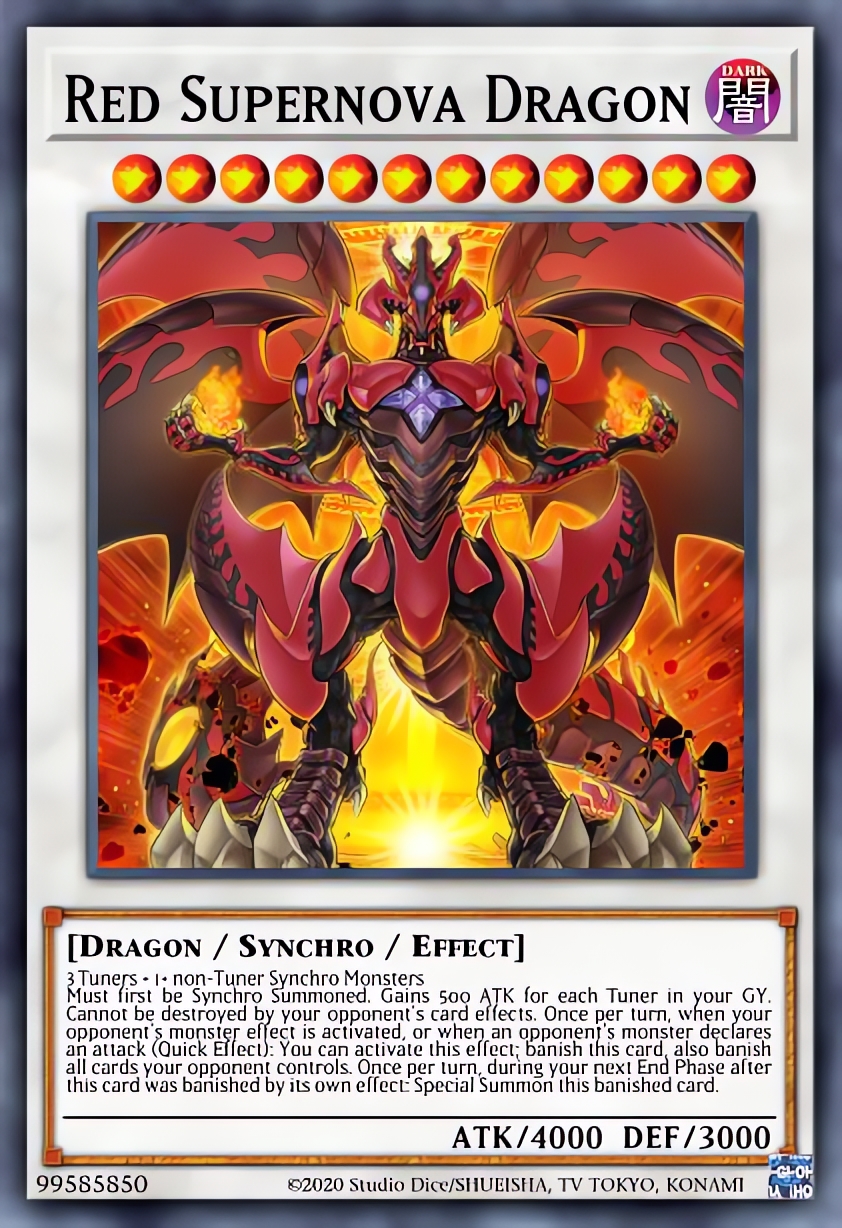 Red Supernova Dragon
DARK
闇
[Dragon / Synchro / Effect]
3 Tuners + 1+ non-Tuner Synchro Monsters
Must first be Synchro Summoned. Gains 500 ATK for each Tuner in your GY.
Cannot be destroyed by your opponent's card effects. Once per turn, when your
opponent's monster effect is activated, or when an opponent's monster declares
an attack (Quick Effect): You can activate this effect; banish this card, also banish
all cards your opponent controls. Once per turn, during your next End Phase after
this card was banished by its own effect: Special Summon this banished card.
ATK/4000 DEF/3000
99585850
©2020 Studio Dice/SHUEISHA, TV TOKYO, KONAMI